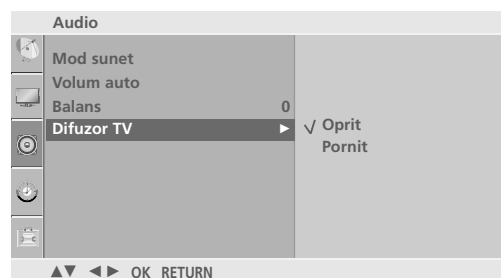 Audio
Mod sunet
Volum auto
Balans 0
Difuzor TV ► √ Oprit
Pornit
▲▼ ◄► OK RETURN